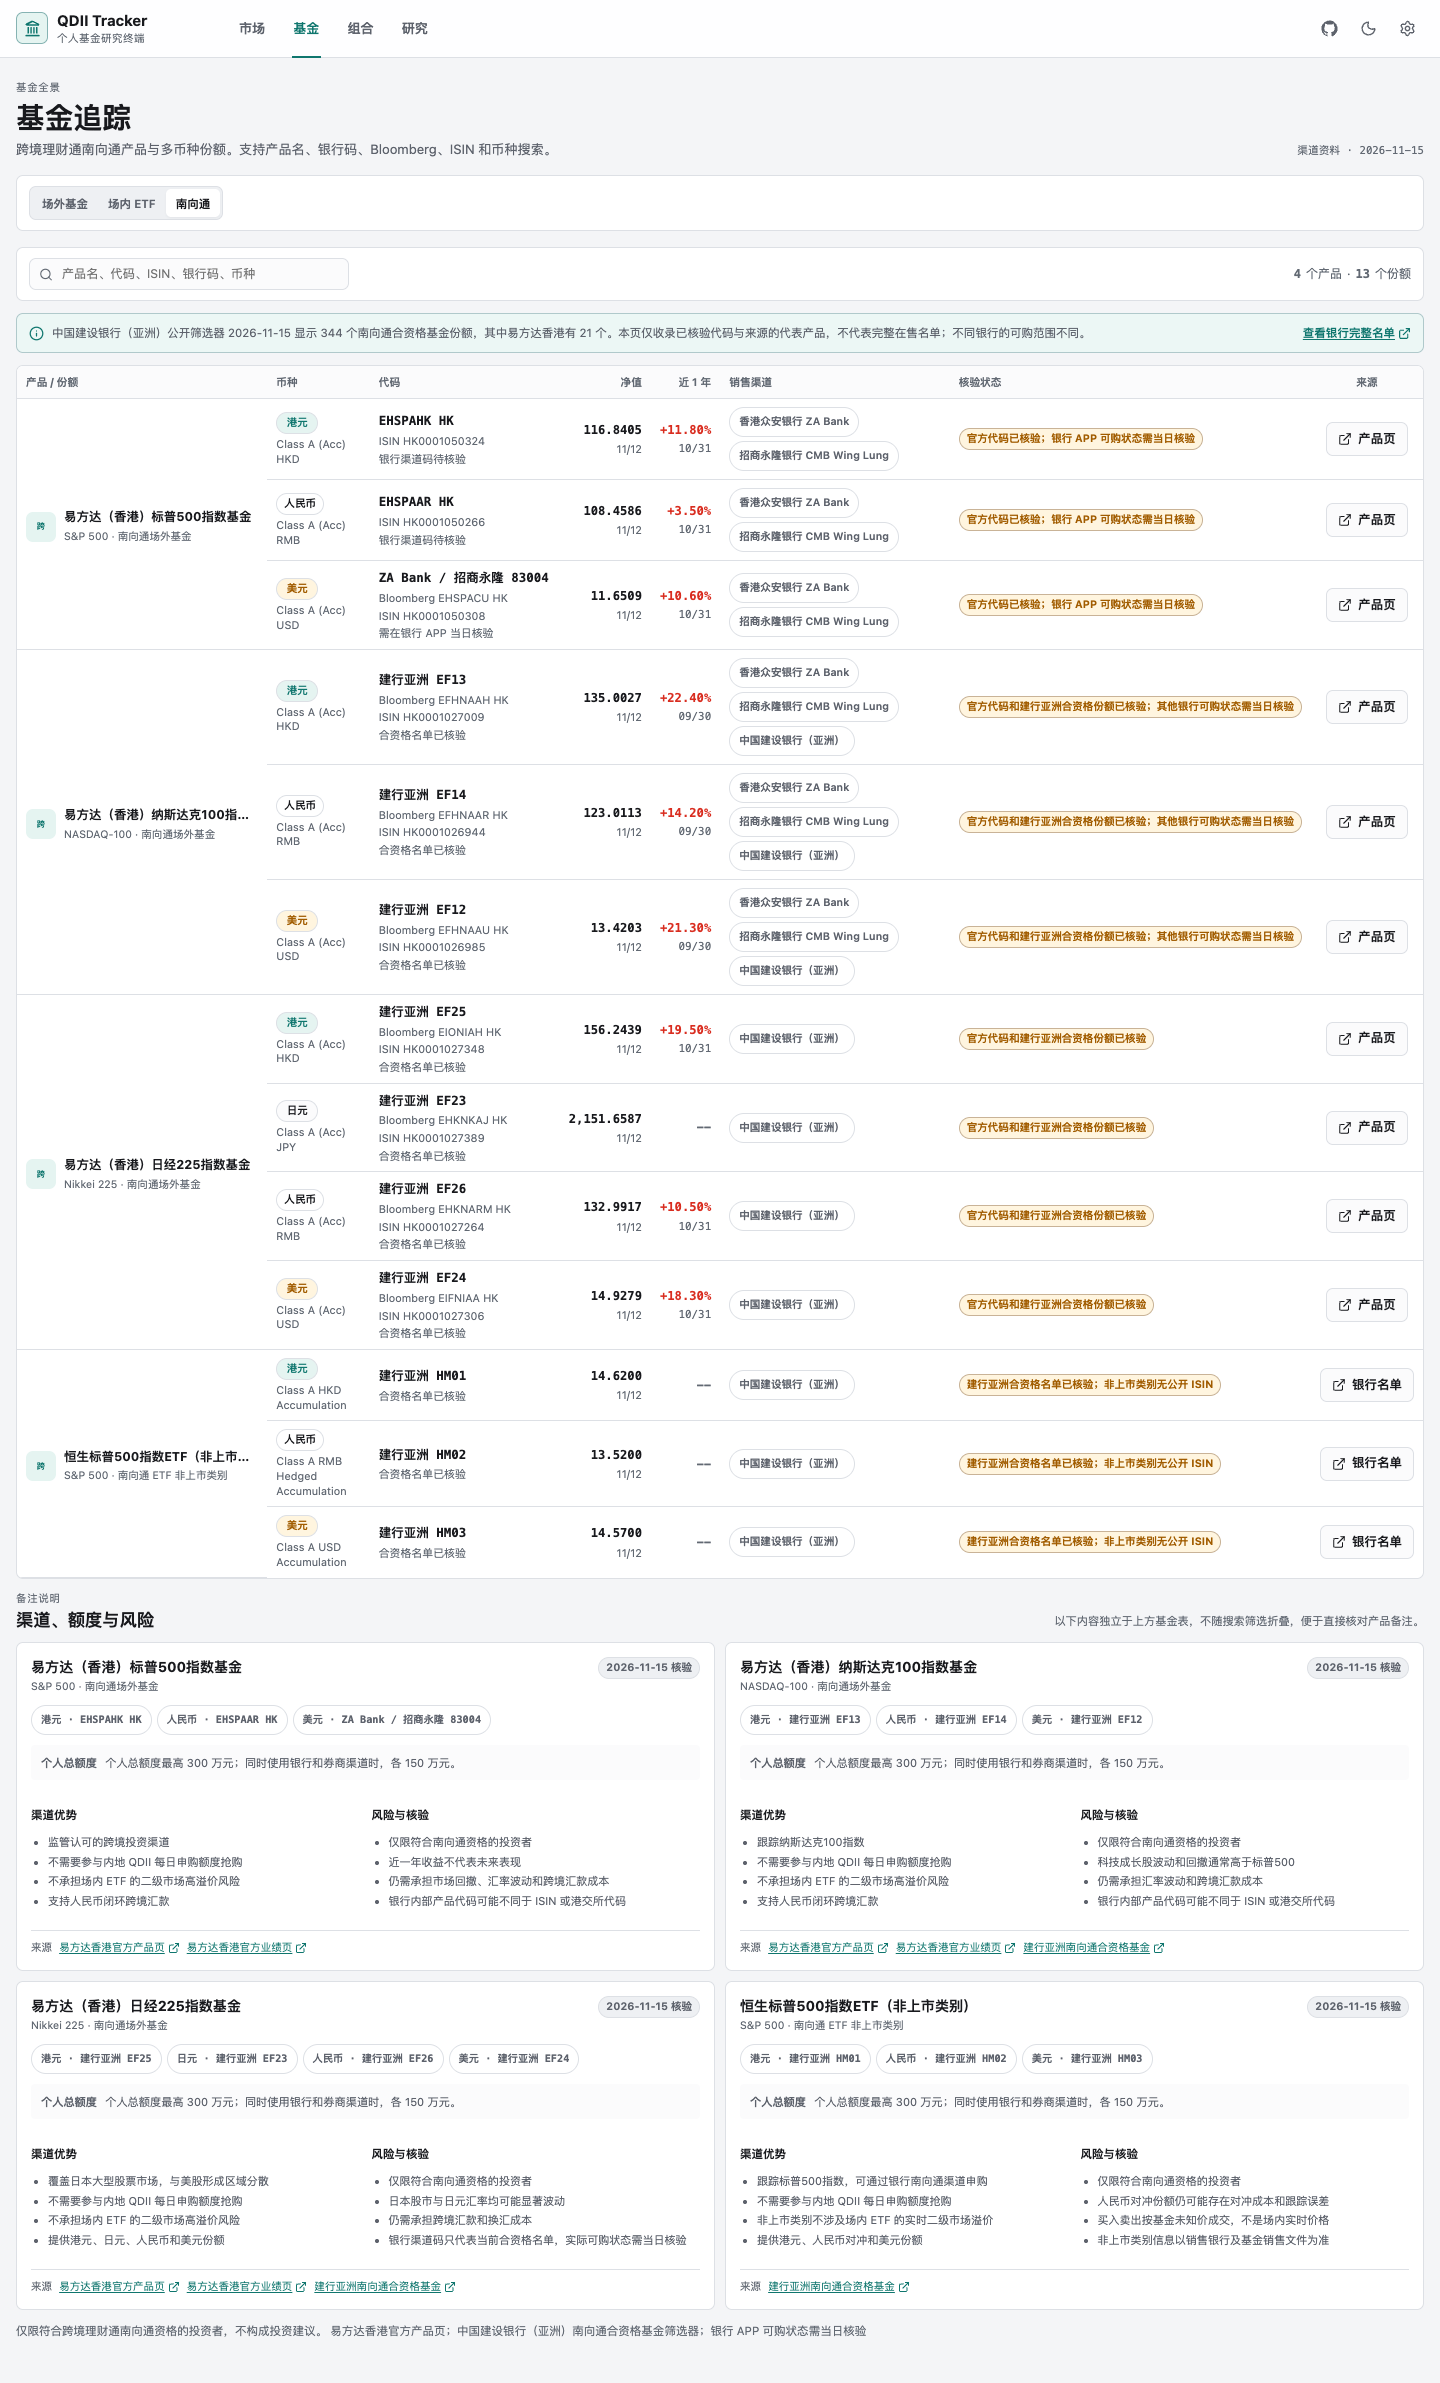 QDII Tracker
个人基金研究终端
市场
基金
组合
研究
基金全景
基金追踪
跨境理财通南向通产品与多币种份额。支持产品名、银行码、Bloomberg、ISIN 和币种搜索。
渠道资料 · 2026-11-15
场外基金
场内 ETF
南向通
产品名、代码、ISIN、银行码、币种
4 个产品 · 13 个份额
中国建设银行（亚洲）公开筛选器 2026-11-15 显示 344 个南向通合资格基金份额，其中易方达香港有 21 个。本页仅收录已核验代码与来源的代表产品，不代表完整在售名单；不同银行的可购范围不同。
查看银行完整名单
产品 / 份额
币种
代码
净值
近 1 年
销售渠道
核验状态
来源
跨
易方达（香港）标普500指数基金
S&P 500 · 南向通场外基金
港元
Class A (Acc)
HKD
EHSPAHK HK
ISIN HK0001050324
银行渠道码待核验
116.8405
11/12
+11.80%
10/31
香港众安银行 ZA Bank
招商永隆银行 CMB Wing Lung
官方代码已核验；银行 APP 可购状态需当日核验
产品页
人民币
Class A (Acc)
RMB
EHSPAAR HK
ISIN HK0001050266
银行渠道码待核验
108.4586
11/12
+3.50%
10/31
香港众安银行 ZA Bank
招商永隆银行 CMB Wing Lung
官方代码已核验；银行 APP 可购状态需当日核验
产品页
美元
Class A (Acc)
USD
ZA Bank / 招商永隆 83004
Bloomberg EHSPACU HK
ISIN HK0001050308
需在银行 APP 当日核验
11.6509
11/12
+10.60%
10/31
香港众安银行 ZA Bank
招商永隆银行 CMB Wing Lung
官方代码已核验；银行 APP 可购状态需当日核验
产品页
跨
易方达（香港）纳斯达克100指...
NASDAQ-100 · 南向通场外基金
港元
Class A (Acc)
HKD
建行亚洲 EF13
Bloomberg EFHNAAH HK
ISIN HK0001027009
合资格名单已核验
135.0027
11/12
+22.40%
09/30
香港众安银行 ZA Bank
招商永隆银行 CMB Wing Lung
中国建设银行（亚洲）
官方代码和建行亚洲合资格份额已核验；其他银行可购状态需当日核验
产品页
人民币
Class A (Acc)
RMB
建行亚洲 EF14
Bloomberg EFHNAAR HK
ISIN HK0001026944
合资格名单已核验
123.0113
11/12
+14.20%
09/30
香港众安银行 ZA Bank
招商永隆银行 CMB Wing Lung
中国建设银行（亚洲）
官方代码和建行亚洲合资格份额已核验；其他银行可购状态需当日核验
产品页
美元
Class A (Acc)
USD
建行亚洲 EF12
Bloomberg EFHNAAU HK
ISIN HK0001026985
合资格名单已核验
13.4203
11/12
+21.30%
09/30
香港众安银行 ZA Bank
招商永隆银行 CMB Wing Lung
中国建设银行（亚洲）
官方代码和建行亚洲合资格份额已核验；其他银行可购状态需当日核验
产品页
跨
易方达（香港）日经225指数基金
Nikkei 225 · 南向通场外基金
港元
Class A (Acc)
HKD
建行亚洲 EF25
Bloomberg EIONIAH HK
ISIN HK0001027348
合资格名单已核验
156.2439
11/12
+19.50%
10/31
中国建设银行（亚洲）
官方代码和建行亚洲合资格份额已核验
产品页
日元
Class A (Acc)
JPY
建行亚洲 EF23
Bloomberg EHKNKAJ HK
ISIN HK0001027389
合资格名单已核验
2,151.6587
11/12
--
中国建设银行（亚洲）
官方代码和建行亚洲合资格份额已核验
产品页
人民币
Class A (Acc)
RMB
建行亚洲 EF26
Bloomberg EHKNARM HK
ISIN HK0001027264
合资格名单已核验
132.9917
11/12
+10.50%
10/31
中国建设银行（亚洲）
官方代码和建行亚洲合资格份额已核验
产品页
美元
Class A (Acc)
USD
建行亚洲 EF24
Bloomberg EIFNIAA HK
ISIN HK0001027306
合资格名单已核验
14.9279
11/12
+18.30%
10/31
中国建设银行（亚洲）
官方代码和建行亚洲合资格份额已核验
产品页
跨
恒生标普500指数ETF（非上市...
S&P 500 · 南向通 ETF 非上市类别
港元
Class A HKD
Accumulation
建行亚洲 HM01
合资格名单已核验
14.6200
11/12
--
中国建设银行（亚洲）
建行亚洲合资格名单已核验；非上市类别无公开 ISIN
银行名单
人民币
Class A RMB
Hedged
Accumulation
建行亚洲 HM02
合资格名单已核验
13.5200
11/12
--
中国建设银行（亚洲）
建行亚洲合资格名单已核验；非上市类别无公开 ISIN
银行名单
美元
Class A USD
Accumulation
建行亚洲 HM03
合资格名单已核验
14.5700
11/12
--
中国建设银行（亚洲）
建行亚洲合资格名单已核验；非上市类别无公开 ISIN
银行名单
备注说明
渠道、额度与风险
以下内容独立于上方基金表，不随搜索筛选折叠，便于直接核对产品备注。
易方达（香港）标普500指数基金
2026-11-15 核验
S&P 500 · 南向通场外基金
港元 · EHSPAHK HK
人民币 · EHSPAAR HK
美元 · ZA Bank / 招商永隆 83004
个人总额度 个人总额度最高 300 万元；同时使用银行和券商渠道时，各 150 万元。
渠道优势
监管认可的跨境投资渠道
不需要参与内地 QDII 每日申购额度抢购
不承担场内 ETF 的二级市场高溢价风险
支持人民币闭环跨境汇款
风险与核验
仅限符合南向通资格的投资者
近一年收益不代表未来表现
仍需承担市场回撤、汇率波动和跨境汇款成本
银行内部产品代码可能不同于 ISIN 或港交所代码
来源 易方达香港官方产品页 易方达香港官方业绩页
易方达（香港）纳斯达克100指数基金
2026-11-15 核验
NASDAQ-100 · 南向通场外基金
港元 · 建行亚洲 EF13
人民币 · 建行亚洲 EF14
美元 · 建行亚洲 EF12
个人总额度 个人总额度最高 300 万元；同时使用银行和券商渠道时，各 150 万元。
渠道优势
跟踪纳斯达克100指数
不需要参与内地 QDII 每日申购额度抢购
不承担场内 ETF 的二级市场高溢价风险
支持人民币闭环跨境汇款
风险与核验
仅限符合南向通资格的投资者
科技成长股波动和回撤通常高于标普500
仍需承担汇率波动和跨境汇款成本
银行内部产品代码可能不同于 ISIN 或港交所代码
来源 易方达香港官方产品页 易方达香港官方业绩页 建行亚洲南向通合资格基金
易方达（香港）日经225指数基金
2026-11-15 核验
Nikkei 225 · 南向通场外基金
港元 · 建行亚洲 EF25
日元 · 建行亚洲 EF23
人民币 · 建行亚洲 EF26
美元 · 建行亚洲 EF24
个人总额度 个人总额度最高 300 万元；同时使用银行和券商渠道时，各 150 万元。
渠道优势
覆盖日本大型股票市场，与美股形成区域分散
不需要参与内地 QDII 每日申购额度抢购
不承担场内 ETF 的二级市场高溢价风险
提供港元、日元、人民币和美元份额
风险与核验
仅限符合南向通资格的投资者
日本股市与日元汇率均可能显著波动
仍需承担跨境汇款和换汇成本
银行渠道码只代表当前合资格名单，实际可购状态需当日核验
来源 易方达香港官方产品页 易方达香港官方业绩页 建行亚洲南向通合资格基金
恒生标普500指数ETF（非上市类别）
2026-11-15 核验
S&P 500 · 南向通 ETF 非上市类别
港元 · 建行亚洲 HM01
人民币 · 建行亚洲 HM02
美元 · 建行亚洲 HM03
个人总额度 个人总额度最高 300 万元；同时使用银行和券商渠道时，各 150 万元。
渠道优势
跟踪标普500指数，可通过银行南向通渠道申购
不需要参与内地 QDII 每日申购额度抢购
非上市类别不涉及场内 ETF 的实时二级市场溢价
提供港元、人民币对冲和美元份额
风险与核验
仅限符合南向通资格的投资者
人民币对冲份额仍可能存在对冲成本和跟踪误差
买入卖出按基金未知价成交，不是场内实时价格
非上市类别信息以销售银行及基金销售文件为准
来源 建行亚洲南向通合资格基金
仅限符合跨境理财通南向通资格的投资者，不构成投资建议。 易方达香港官方产品页；中国建设银行（亚洲）南向通合资格基金筛选器；银行 APP 可购状态需当日核验